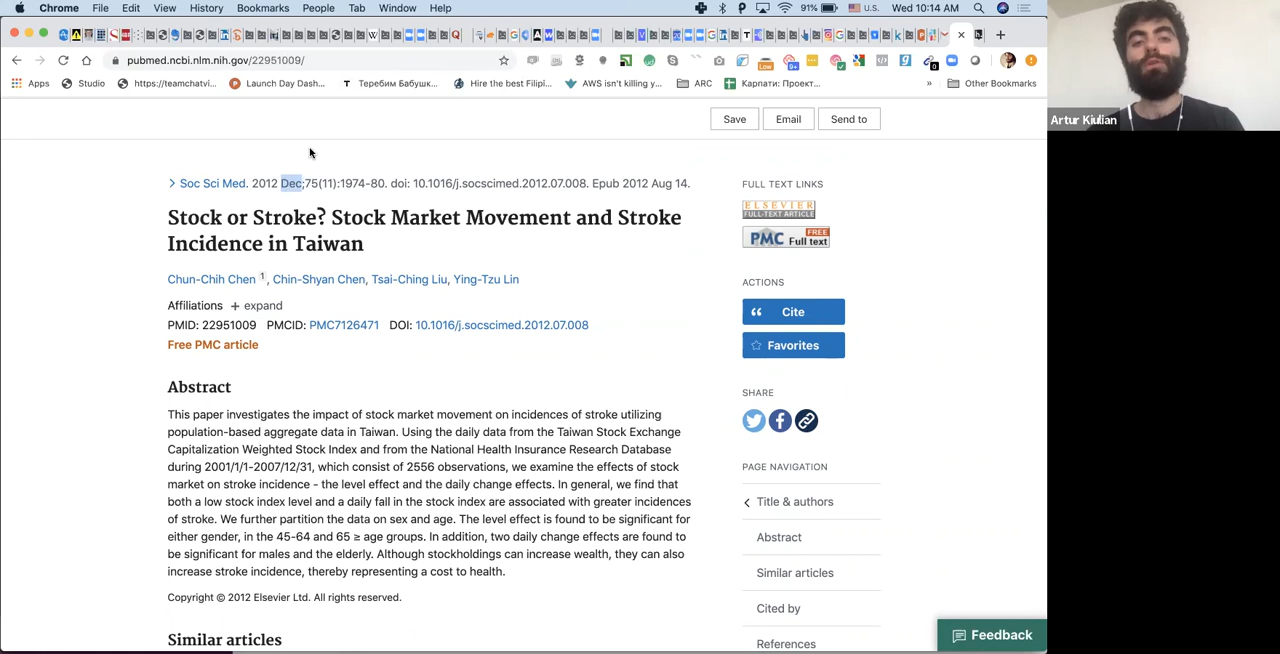 Chrome File Edit View History Bookmarks People Tab Window Help
91% U.S. Wed 10:14 AM
pubmed.ncbi.nlm.nih.gov/22951009/
Apps Studio https://teamchatvi... Launch Day Dash... Теребим Бабушк... Hire the best Filipi... AWS isn't killing y... ARC Карпати: Проект... » Other Bookmarks
Artur Kiulian
Save Email Send to
Soc Sci Med. 2012 Dec;75(11):1974-80. doi: 10.1016/j.socscimed.2012.07.008. Epub 2012 Aug 14.
Stock or Stroke? Stock Market Movement and Stroke
Incidence in Taiwan
Chun-Chih Chen 1, Chin-Shyan Chen, Tsai-Ching Liu, Ying-Tzu Lin
Affiliations + expand
PMID: 22951009 PMCID: PMC7126471 DOI: 10.1016/j.socscimed.2012.07.008
Free PMC article
Abstract
This paper investigates the impact of stock market movement on incidences of stroke utilizing
population-based aggregate data in Taiwan. Using the daily data from the Taiwan Stock Exchange
Capitalization Weighted Stock Index and from the National Health Insurance Research Database
during 2001/1/1-2007/12/31, which consist of 2556 observations, we examine the effects of stock
market on stroke incidence - the level effect and the daily change effects. In general, we find that
both a low stock index level and a daily fall in the stock index are associated with greater incidences
of stroke. We further partition the data on sex and age. The level effect is found to be significant for
either gender, in the 45-64 and 65 ≥ age groups. In addition, two daily change effects are found to
be significant for males and the elderly. Although stockholdings can increase wealth, they can also
increase stroke incidence, thereby representing a cost to health.
Copyright © 2012 Elsevier Ltd. All rights reserved.
Similar articles
FULL TEXT LINKS
ELSEVIER
FULL-TEXT ARTICLE
PMC FREE Full text
ACTIONS
Cite
Favorites
SHARE
PAGE NAVIGATION
Title & authors
Abstract
Similar articles
Cited by
References
Feedback